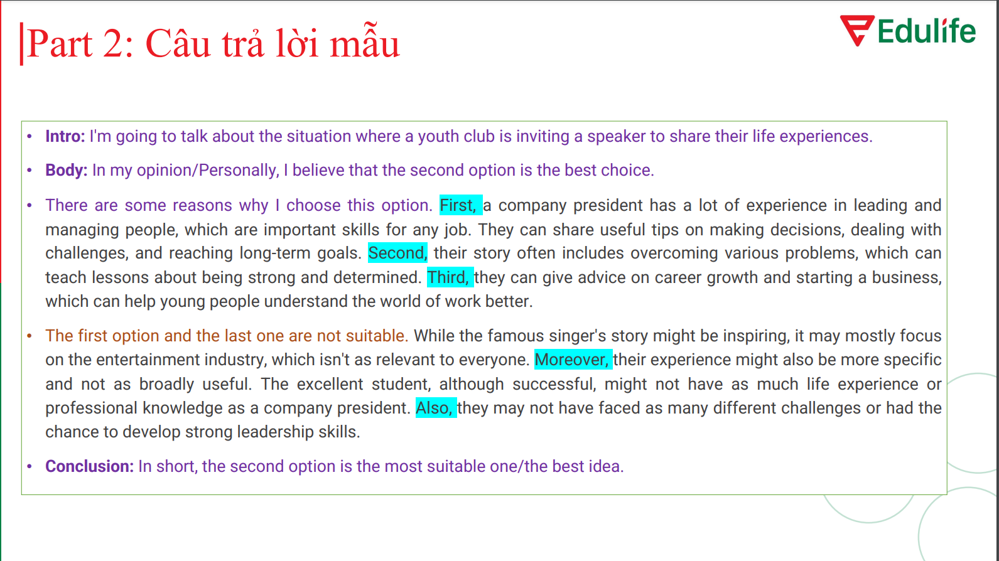 Part 2: Câu trả lời mẫu
Edulife
• Intro: I'm going to talk about the situation where a youth club is inviting a speaker to share their life experiences.
• Body: In my opinion/Personally, I believe that the second option is the best choice.
• There are some reasons why I choose this option. First, a company president has a lot of experience in leading and
managing people, which are important skills for any job. They can share useful tips on making decisions, dealing with
challenges, and reaching long-term goals. Second, their story often includes overcoming various problems, which can
teach lessons about being strong and determined. Third, they can give advice on career growth and starting a business,
which can help young people understand the world of work better.
• The first option and the last one are not suitable. While the famous singer's story might be inspiring, it may mostly focus
on the entertainment industry, which isn't as relevant to everyone. Moreover, their experience might also be more specific
and not as broadly useful. The excellent student, although successful, might not have as much life experience or
professional knowledge as a company president. Also, they may not have faced as many different challenges or had the
chance to develop strong leadership skills.
• Conclusion: In short, the second option is the most suitable one/the best idea.